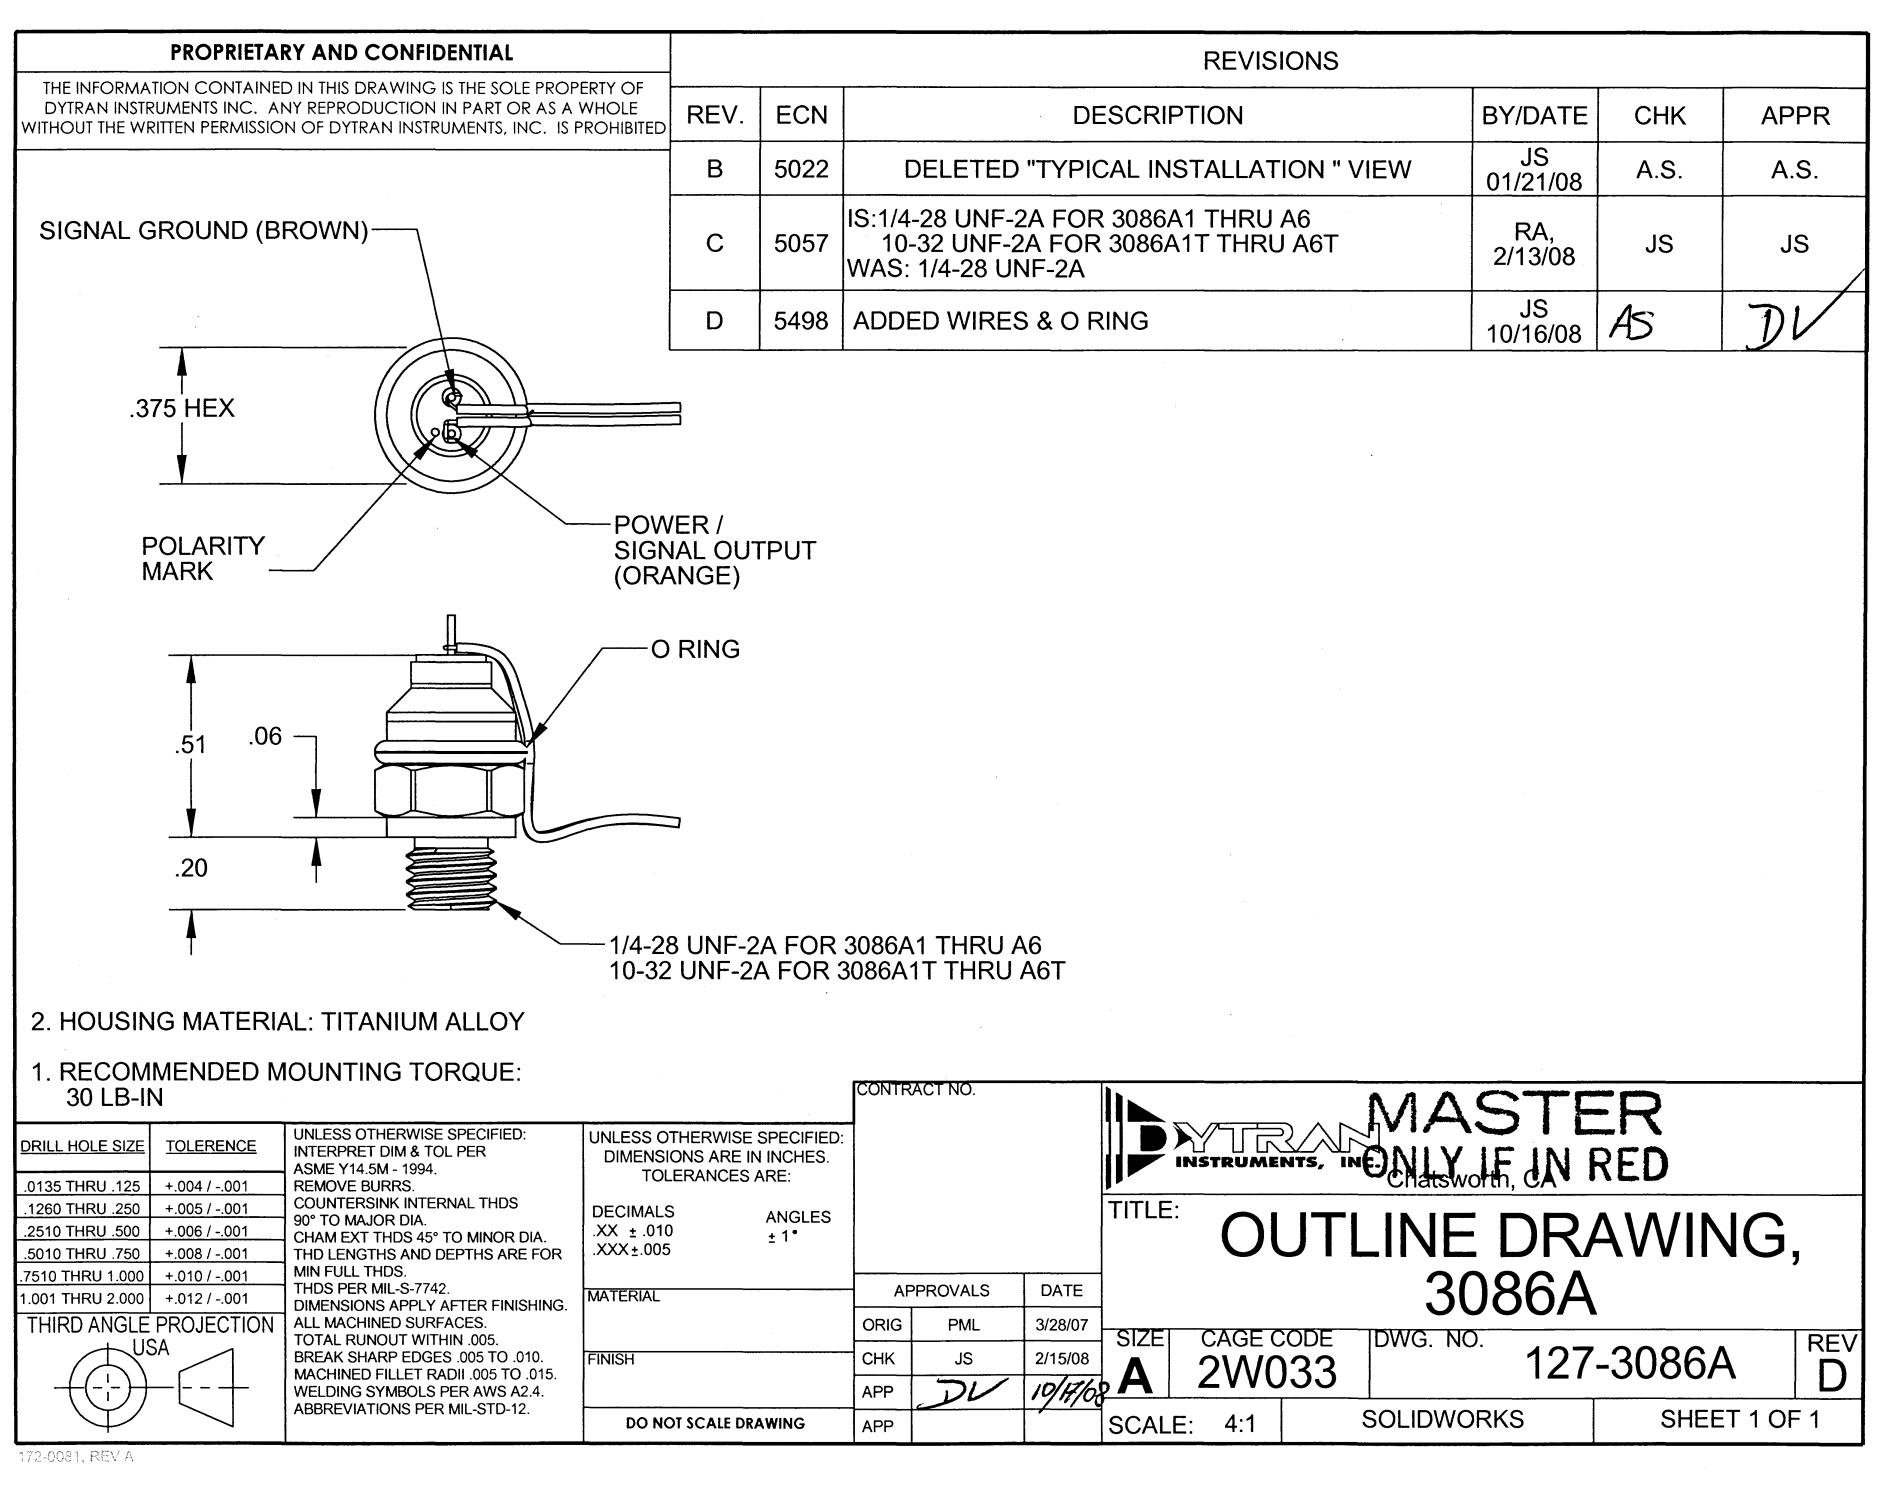 PROPRIETARY AND CONFIDENTIAL
THE INFORMATION CONTAINED IN THIS DRAWING IS THE SOLE PROPERTY OF
DYTRAN INSTRUMENTS INC. ANY REPRODUCTION IN PART OR AS A WHOLE
WITHOUT THE WRITTEN PERMISSION OF DYTRAN INSTRUMENTS, INC. IS PROHIBITED
REVISIONS
REV. ECN DESCRIPTION BY/DATE CHK APPR
B 5022 DELETED "TYPICAL INSTALLATION " VIEW JS 01/21/08 A.S. A.S.
C 5057 IS:1/4-28 UNF-2A FOR 3086A1 THRU A6
10-32 UNF-2A FOR 3086A1T THRU A6T
WAS: 1/4-28 UNF-2A
RA, 2/13/08 JS JS
D 5498 ADDED WIRES & O RING JS 10/16/08 AS DV
SIGNAL GROUND (BROWN)
.375 HEX
POLARITY
MARK
POWER /
SIGNAL OUTPUT
(ORANGE)
O RING
.51
.06
.20
1/4-28 UNF-2A FOR 3086A1 THRU A6
10-32 UNF-2A FOR 3086A1T THRU A6T
2. HOUSING MATERIAL: TITANIUM ALLOY
1. RECOMMENDED MOUNTING TORQUE:
30 LB-IN
DRILL HOLE SIZE TOLERENCE
.0135 THRU .125 +.004 / -.001
.1260 THRU .250 +.005 / -.001
.2510 THRU .500 +.006 / -.001
.5010 THRU .750 +.008 / -.001
.7510 THRU 1.000 +.010 / -.001
1.001 THRU 2.000 +.012 / -.001
THIRD ANGLE PROJECTION
USA
UNLESS OTHERWISE SPECIFIED:
INTERPRET DIM & TOL PER
ASME Y14.5M - 1994.
REMOVE BURRS.
COUNTERSINK INTERNAL THDS
90° TO MAJOR DIA.
CHAM EXT THDS 45° TO MINOR DIA.
THD LENGTHS AND DEPTHS ARE FOR
MIN FULL THDS.
THDS PER MIL-S-7742.
DIMENSIONS APPLY AFTER FINISHING.
ALL MACHINED SURFACES.
TOTAL RUNOUT WITHIN .005.
BREAK SHARP EDGES .005 TO .010.
MACHINED FILLET RADII .005 TO .015.
WELDING SYMBOLS PER AWS A2.4.
ABBREVIATIONS PER MIL-STD-12.
UNLESS OTHERWISE SPECIFIED:
DIMENSIONS ARE IN INCHES.
TOLERANCES ARE:
DECIMALS ANGLES
.XX ± .010 ± 1°
.XXX±.005
MATERIAL
FINISH
DO NOT SCALE DRAWING
CONTRACT NO.
APPROVALS DATE
ORIG PML 3/28/07
CHK JS 2/15/08
APP DV 10/17/08
APP
DYTRAN
INSTRUMENTS, INC.
Chatsworth, CA
MASTER
ONLY IF IN RED
TITLE:
OUTLINE DRAWING,
3086A
SIZE A
CAGE CODE 2W033
DWG. NO. 127-3086A
REV D
SCALE: 4:1 SOLIDWORKS SHEET 1 OF 1
172-0081, REV A